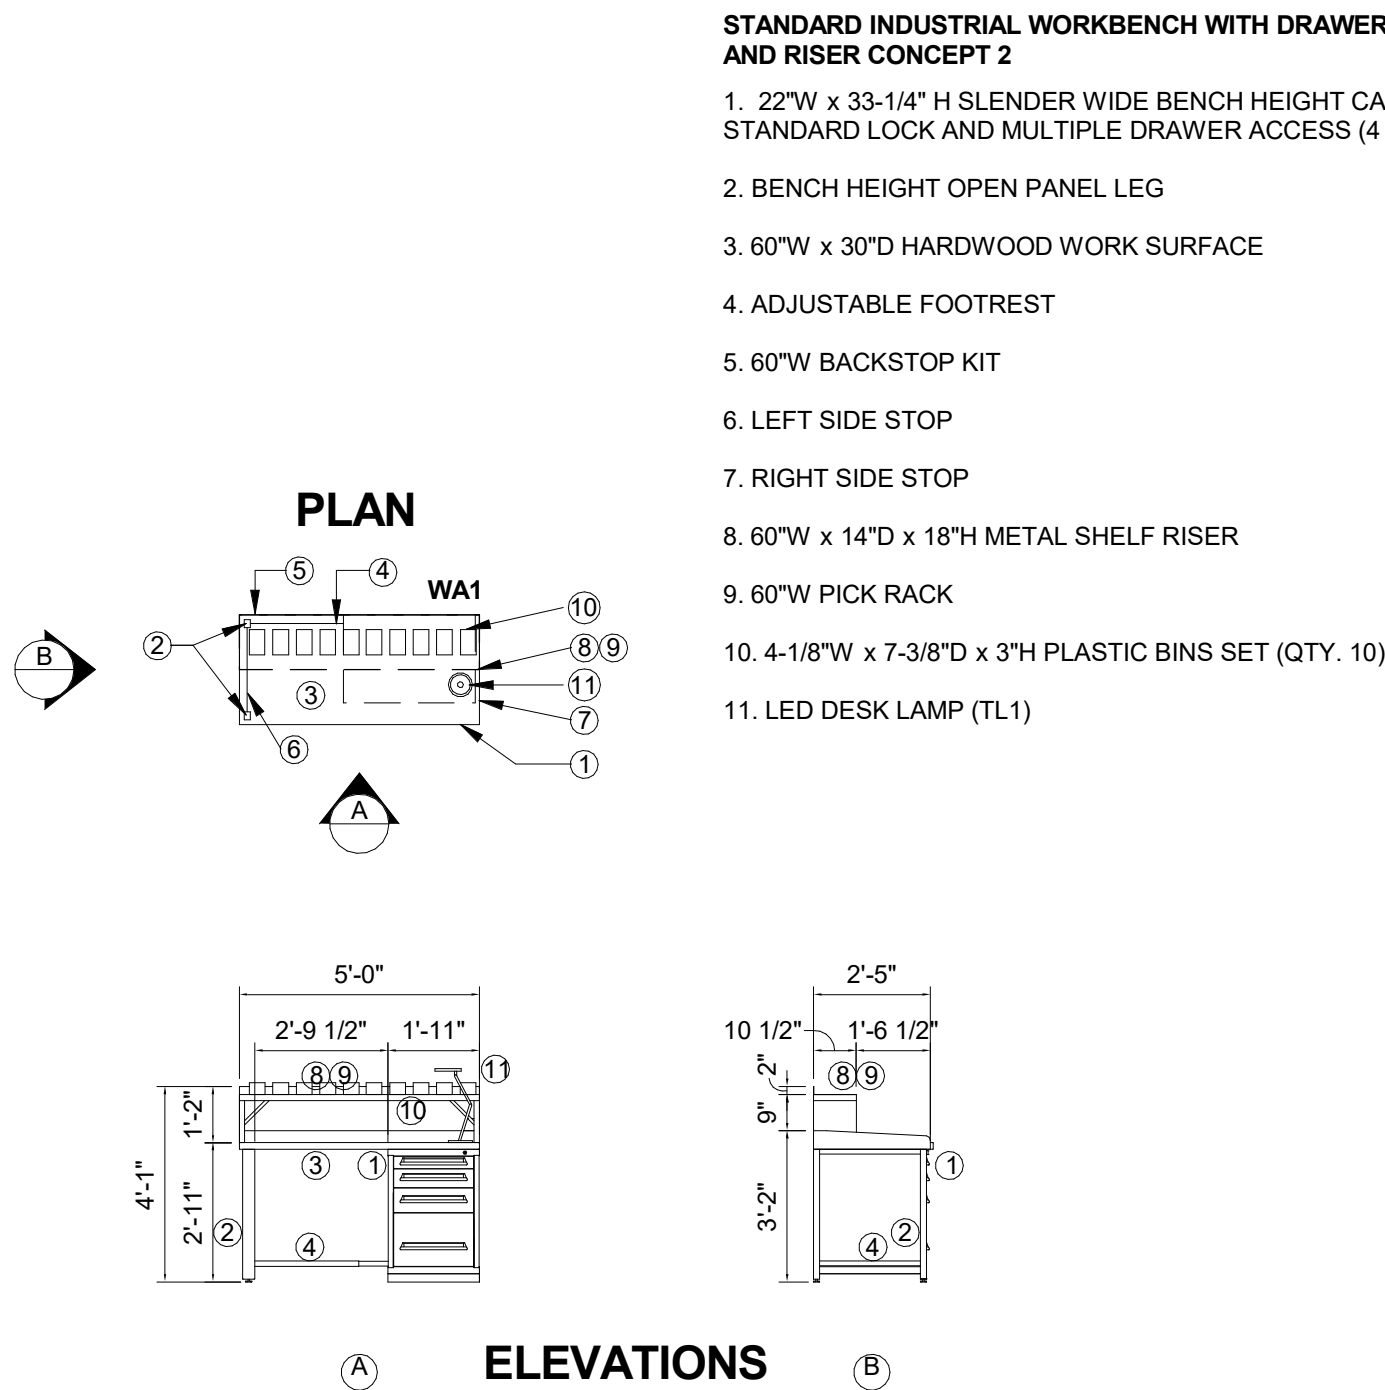 STANDARD INDUSTRIAL WORKBENCH WITH DRAWER
AND RISER CONCEPT 2
1. 22"W x 33-1/4" H SLENDER WIDE BENCH HEIGHT CA
STANDARD LOCK AND MULTIPLE DRAWER ACCESS (4
2. BENCH HEIGHT OPEN PANEL LEG
3. 60"W x 30"D HARDWOOD WORK SURFACE
4. ADJUSTABLE FOOTREST
5. 60"W BACKSTOP KIT
6. LEFT SIDE STOP
7. RIGHT SIDE STOP
8. 60"W x 14"D x 18"H METAL SHELF RISER
9. 60"W PICK RACK
10. 4-1/8"W x 7-3/8"D x 3"H PLASTIC BINS SET (QTY. 10)
11. LED DESK LAMP (TL1)
PLAN
5 4
WA1
10
2
8 9
B
3
11
7
6
1
A
5'-0"
2'-9 1/2" 1'-11"
8 9 11
10
1'-2"
4'-1"
2'-11"
3 1
2
4
2'-5"
10 1/2" 1'-6 1/2"
2"
8 9
9"
1
3'-2"
2
4
A
ELEVATIONS
B